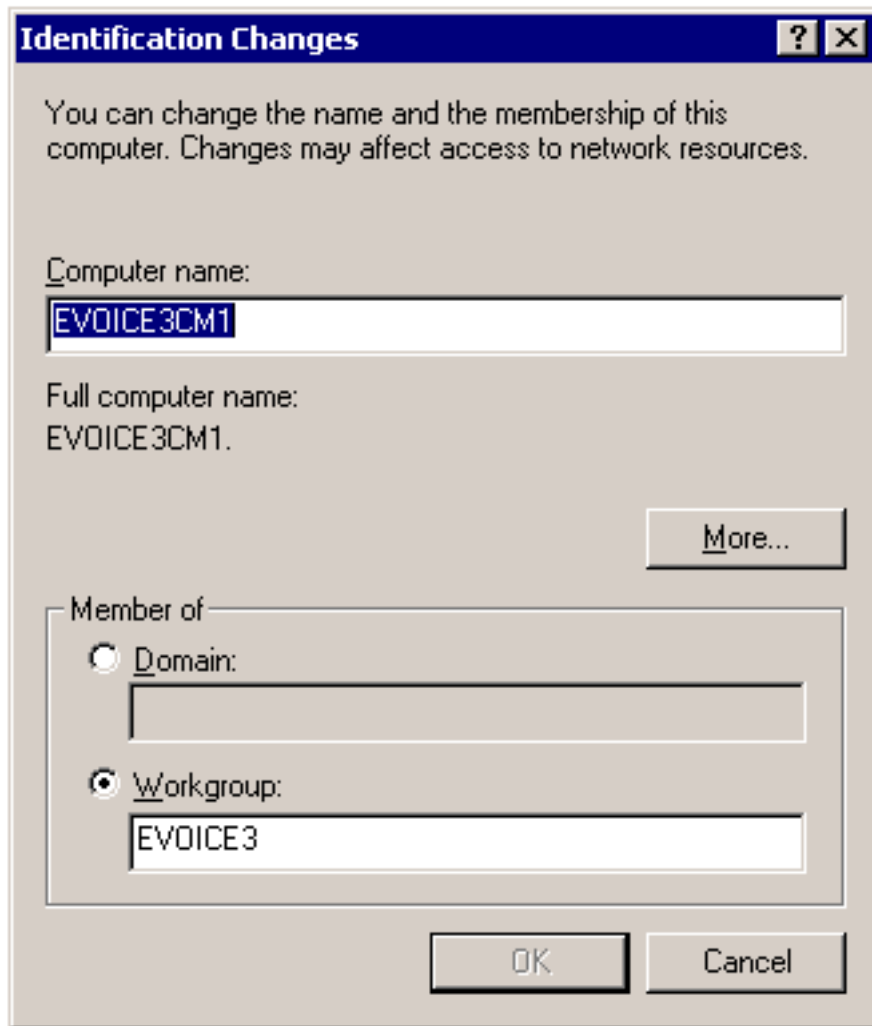 Identification Changes
You can change the name and the membership of this
computer. Changes may affect access to network resources.
Computer name:
EVOICE3CM1
Full computer name:
EVOICE3CM1.
More...
Member of
Domain:
Workgroup:
EVOICE3
OK
Cancel